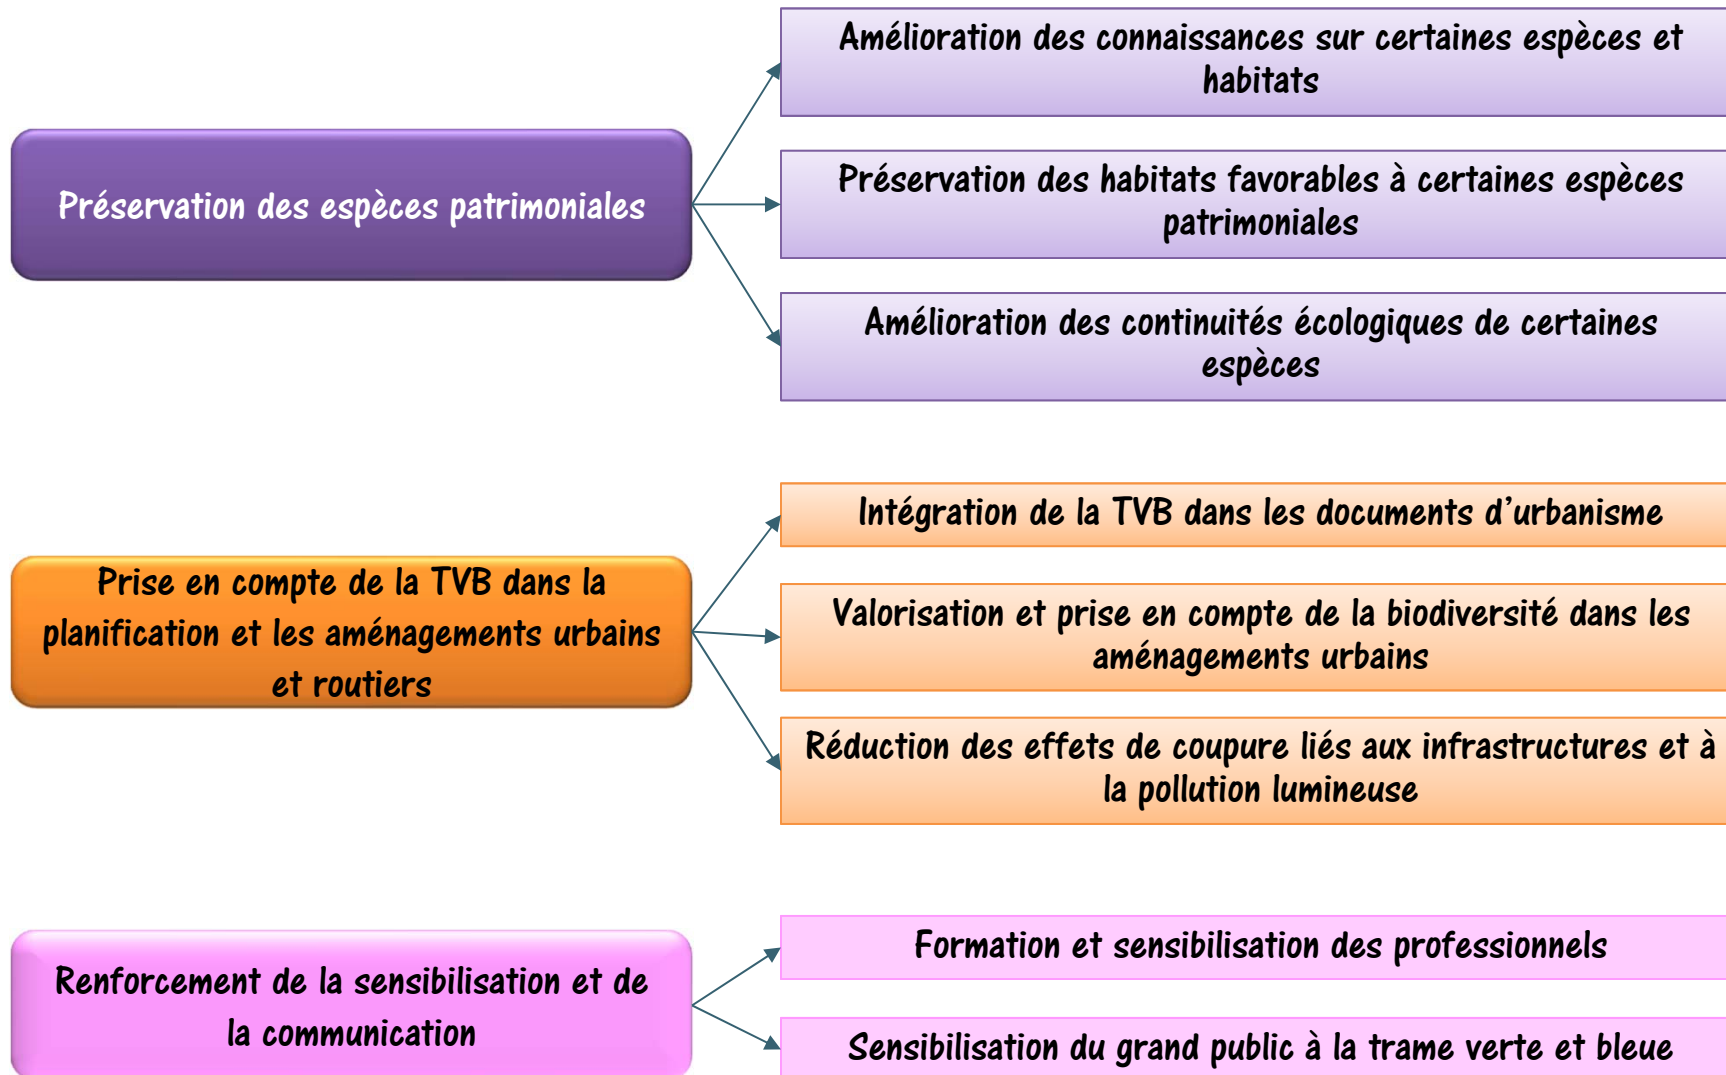 Amélioration des connaissances sur certaines espèces et
habitats
Préservation des espèces patrimoniales
Préservation des habitats favorables à certaines espèces
patrimoniales
Amélioration des continuités écologiques de certaines
espèces
Prise en compte de la TVB dans la
planification et les aménagements urbains
et routiers
Intégration de la TVB dans les documents d'urbanisme
Valorisation et prise en compte de la biodiversité dans les
aménagements urbains
Réduction des effets de coupure liés aux infrastructures et à
la pollution lumineuse
Renforcement de la sensibilisation et de
la communication
Formation et sensibilisation des professionnels
Sensibilisation du grand public à la trame verte et bleue